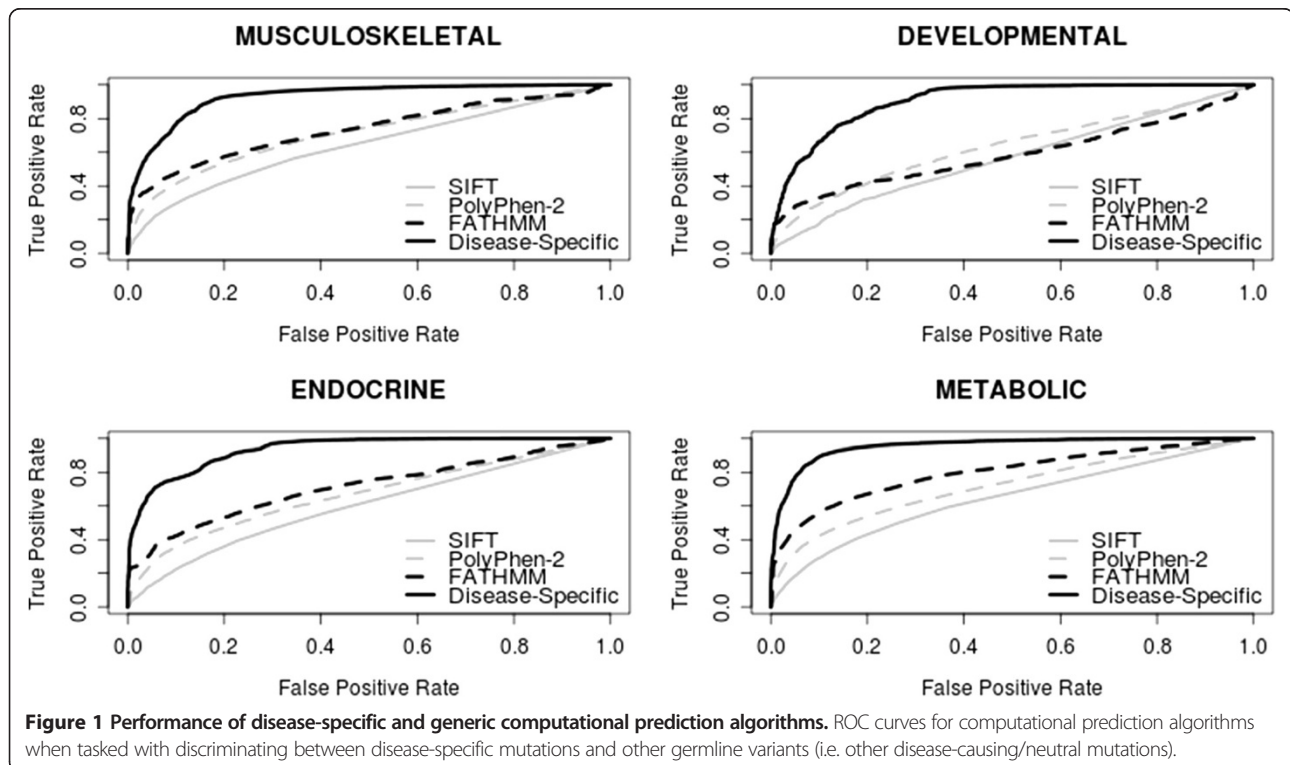 MUSCULOSKELETAL
True Positive Rate
0.0 0.4 0.8
SIFT
PolyPhen-2
FATHMM
Disease-Specific
0.0 0.2 0.4 0.6 0.8 1.0
False Positive Rate
DEVELOPMENTAL
True Positive Rate
0.0 0.4 0.8
SIFT
PolyPhen-2
FATHMM
Disease-Specific
0.0 0.2 0.4 0.6 0.8 1.0
False Positive Rate
ENDOCRINE
True Positive Rate
0.0 0.4 0.8
SIFT
PolyPhen-2
FATHMM
Disease-Specific
0.0 0.2 0.4 0.6 0.8 1.0
False Positive Rate
METABOLIC
True Positive Rate
0.0 0.4 0.8
SIFT
PolyPhen-2
FATHMM
Disease-Specific
0.0 0.2 0.4 0.6 0.8 1.0
False Positive Rate
Figure 1 Performance of disease-specific and generic computational prediction algorithms. ROC curves for computational prediction algorithms
when tasked with discriminating between disease-specific mutations and other germline variants (i.e. other disease-causing/neutral mutations).